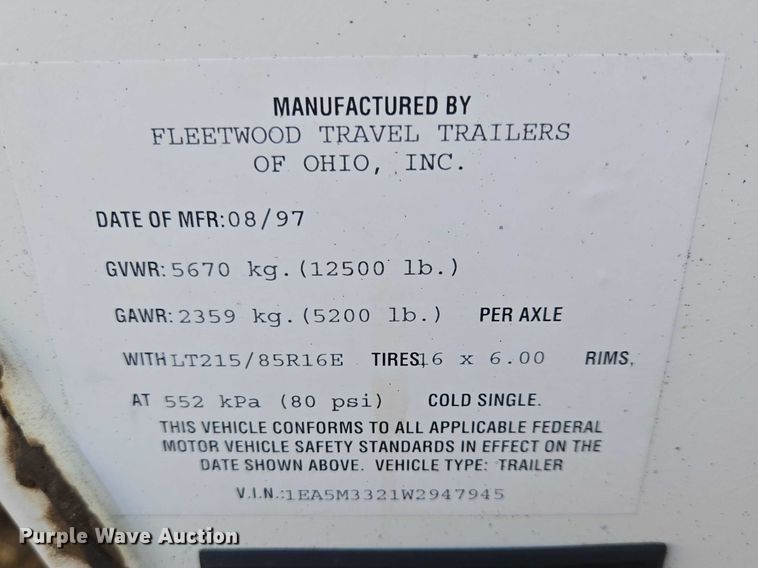 MANUFACTURED BY
FLEETWOOD TRAVEL TRAILERS
OF OHIO, INC.
DATE OF MFR:08/97
GVWR:5670 kg.(12500 lb.)
GAWR:2359 kg.(5200 lb.) PER AXLE
WITH LT215/85R16E TIRES,16 x 6.00 RIMS,
AT 552 kPa (80 psi) COLD SINGLE.
THIS VEHICLE CONFORMS TO ALL APPLICABLE FEDERAL
MOTOR VEHICLE SAFETY STANDARDS IN EFFECT ON THE
DATE SHOWN ABOVE. VEHICLE TYPE: TRAILER
V.I.N.:1EA5M3321W2947945
Purple Wave Auction